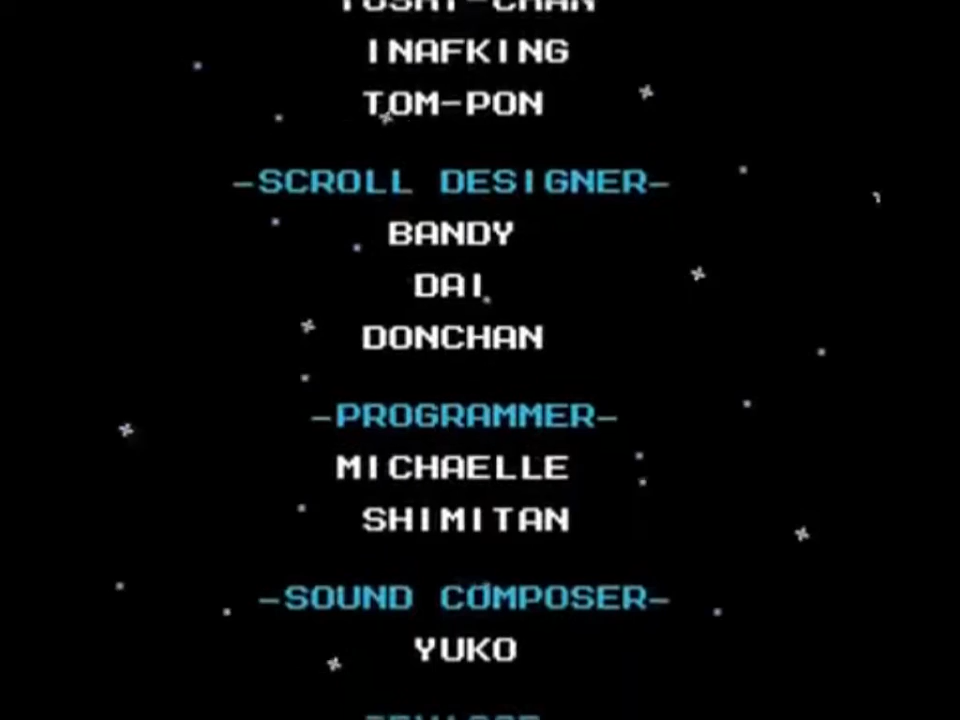 INAFKING
TOM-PON
-SCROLL DESIGNER-
BANDY
DAI
DONCHAN
-PROGRAMMER-
MICHAELLE
SHIMITAN
-SOUND COMPOSER-
YUKO